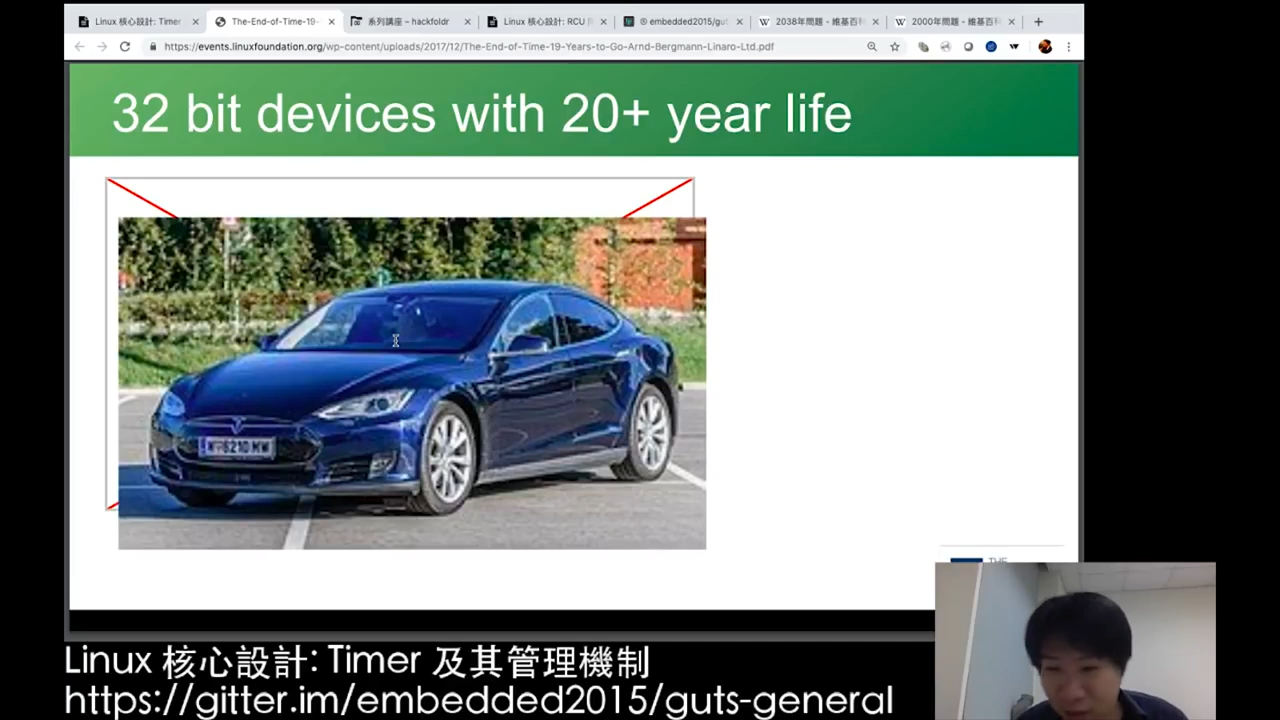 Linux 核心設計: Timer
The-End-of-Time-19-
系列講座 - hackfoldr
Linux 核心設計: RCU
embedded2015/gut
2038年問題 - 維基百科
2000年問題 - 維基百科
https://events.linuxfoundation.org/wp-content/uploads/2017/12/The-End-of-Time-19-Years-to-Go-Arnd-Bergmann-Linaro-Ltd.pdf
32 bit devices with 20+ year life
THE
Linux 核心設計: Timer 及其管理機制
https://gitter.im/embedded2015/guts-general